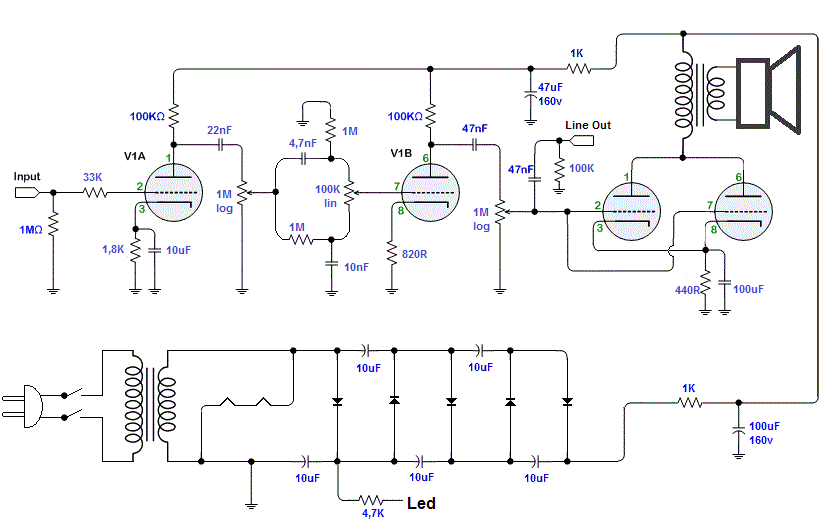 1K
47uF
160v
100KΩ
22nF
4,7nF
1M
100KΩ
47nF
47nF
Line Out
100K
V1A
V1B
1
6
1
6
Input
33K
2
3
1M
log
100K
lin
7
8
1M
log
2
3
7
8
1MΩ
1,8K
10uF
1M
10nF
820R
440R
100uF
10uF
10uF
1K
100uF
160v
10uF
10uF
10uF
4,7K
Led